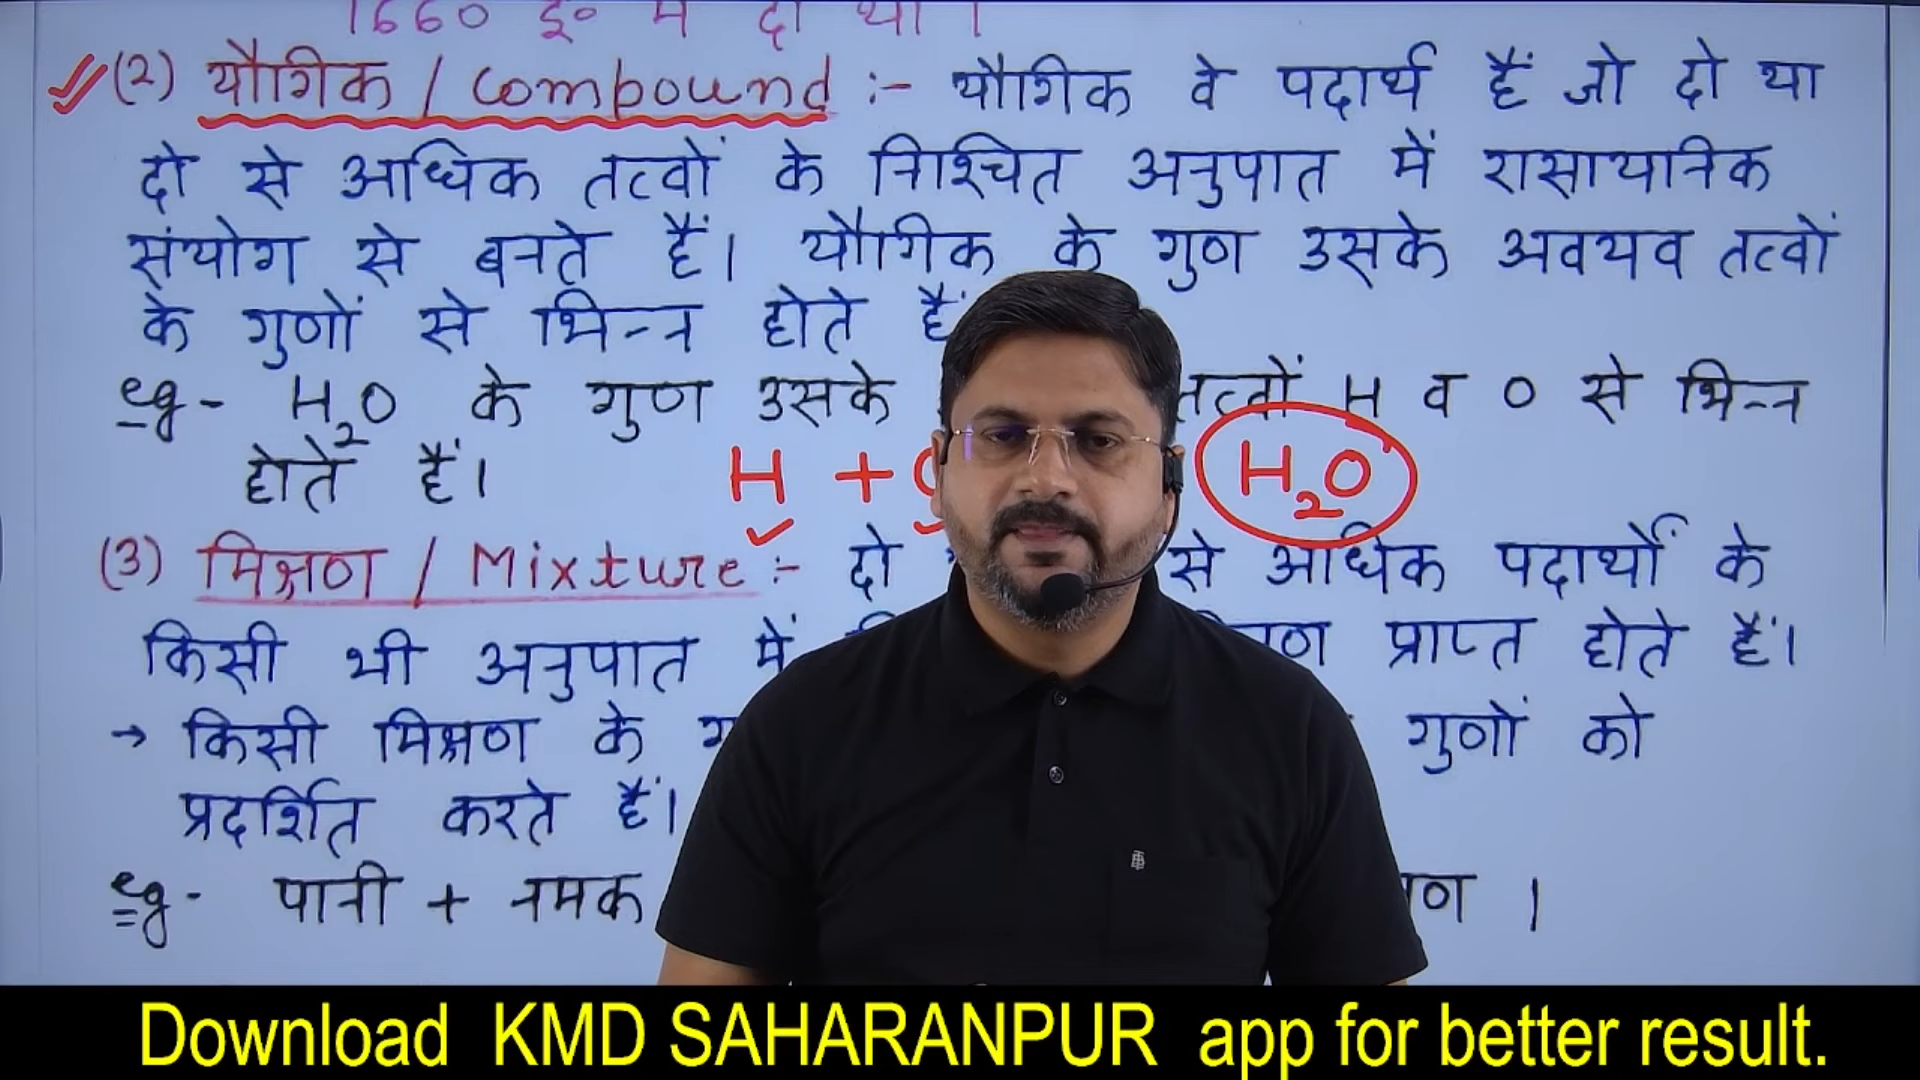 1660 ई० में दी थी।
(2) यौगिक / Compound :- यौगिक वे पदार्थ हैं जो दो या
दो से अधिक तत्वों के निश्चित अनुपात में रासायनिक
संयोग से बनते हैं। यौगिक के गुण उसके अवयव तत्वों
के गुणों से भिन्न होते हैं
eg- H₂O के गुण उसके तत्वों H व O से भिन्न
होते हैं। H + H₂O
(3) मिश्रण / Mixture :- दो से अधिक पदार्थों के
किसी भी अनुपात में प्राप्त होते हैं।
→ किसी मिश्रण के गुणों को
प्रदर्शित करते हैं।
eg- पानी + नमक ।
Download KMD SAHARANPUR app for better result.